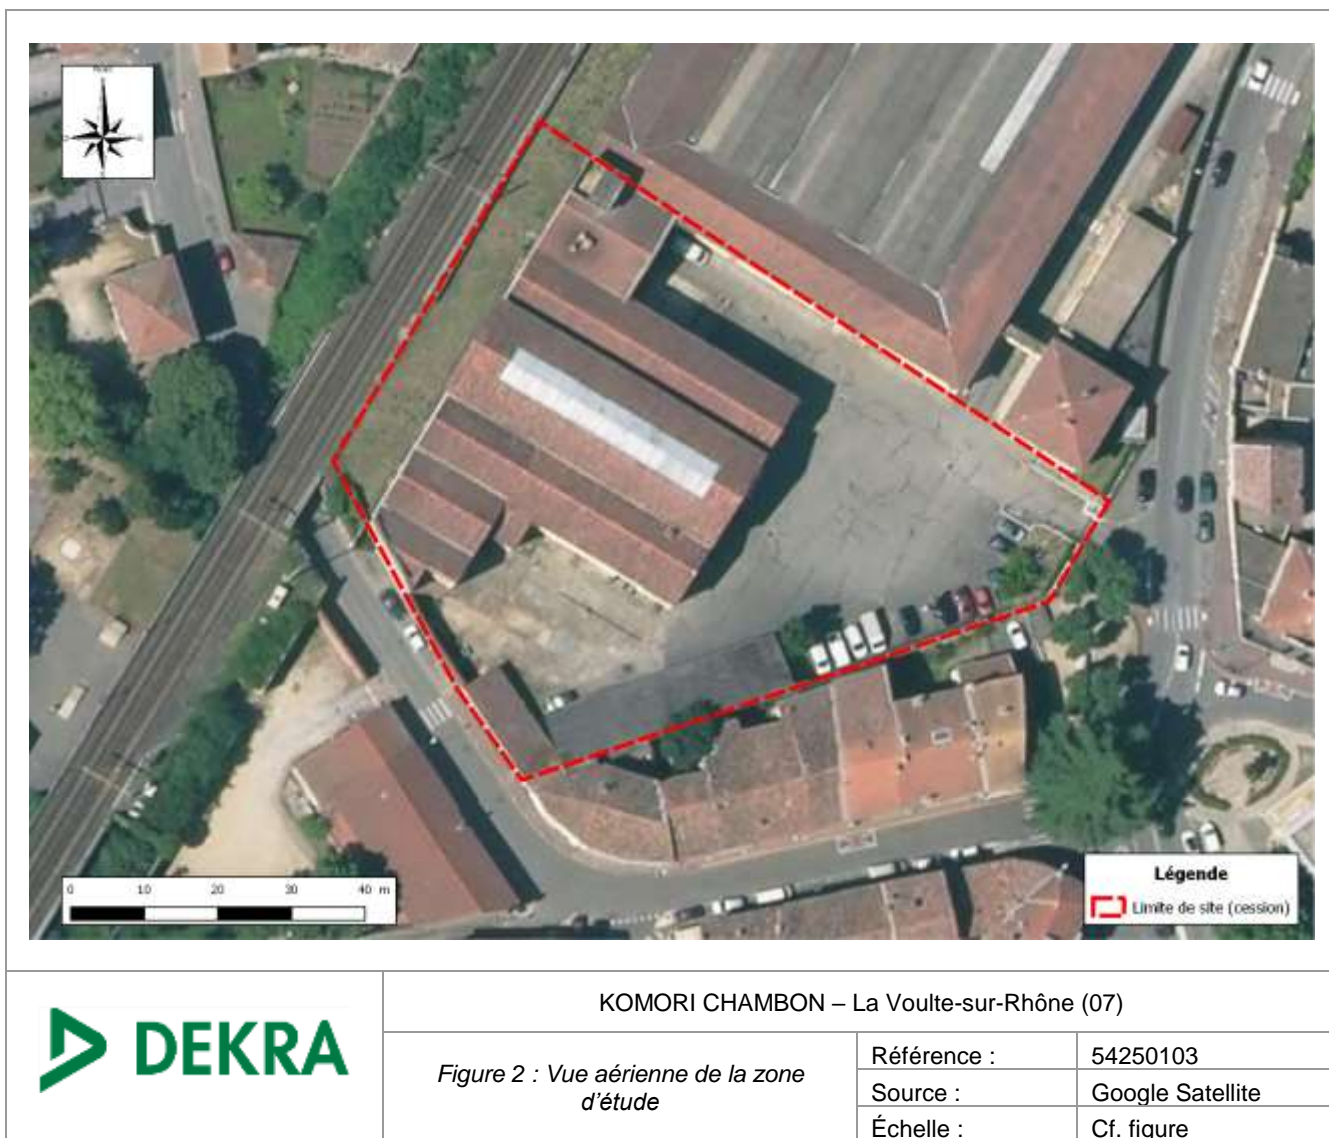 0 10 20 30 40 m
Légende
Limite de site (cession)
DEKRA
KOMORI CHAMBON – La Voulte-sur-Rhône (07)
Figure 2 : Vue aérienne de la zone
d'étude
Référence : 54250103
Source : Google Satellite
Échelle : Cf. figure